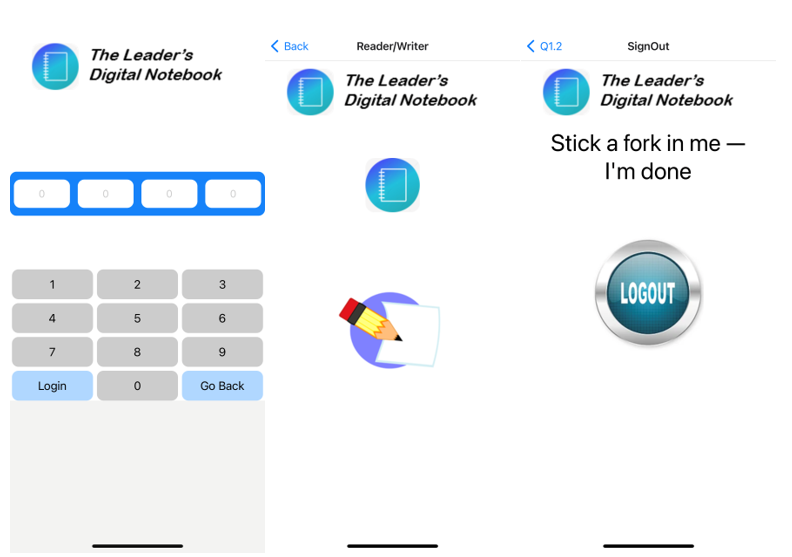 The Leader's
Digital Notebook
0 0 0 0
1 2 3
4 5 6
7 8 9
Login 0 Go Back
Back Reader/Writer
The Leader's
Digital Notebook
Q1.2 SignOut
The Leader's
Digital Notebook
Stick a fork in me —
I'm done
LOGOUT